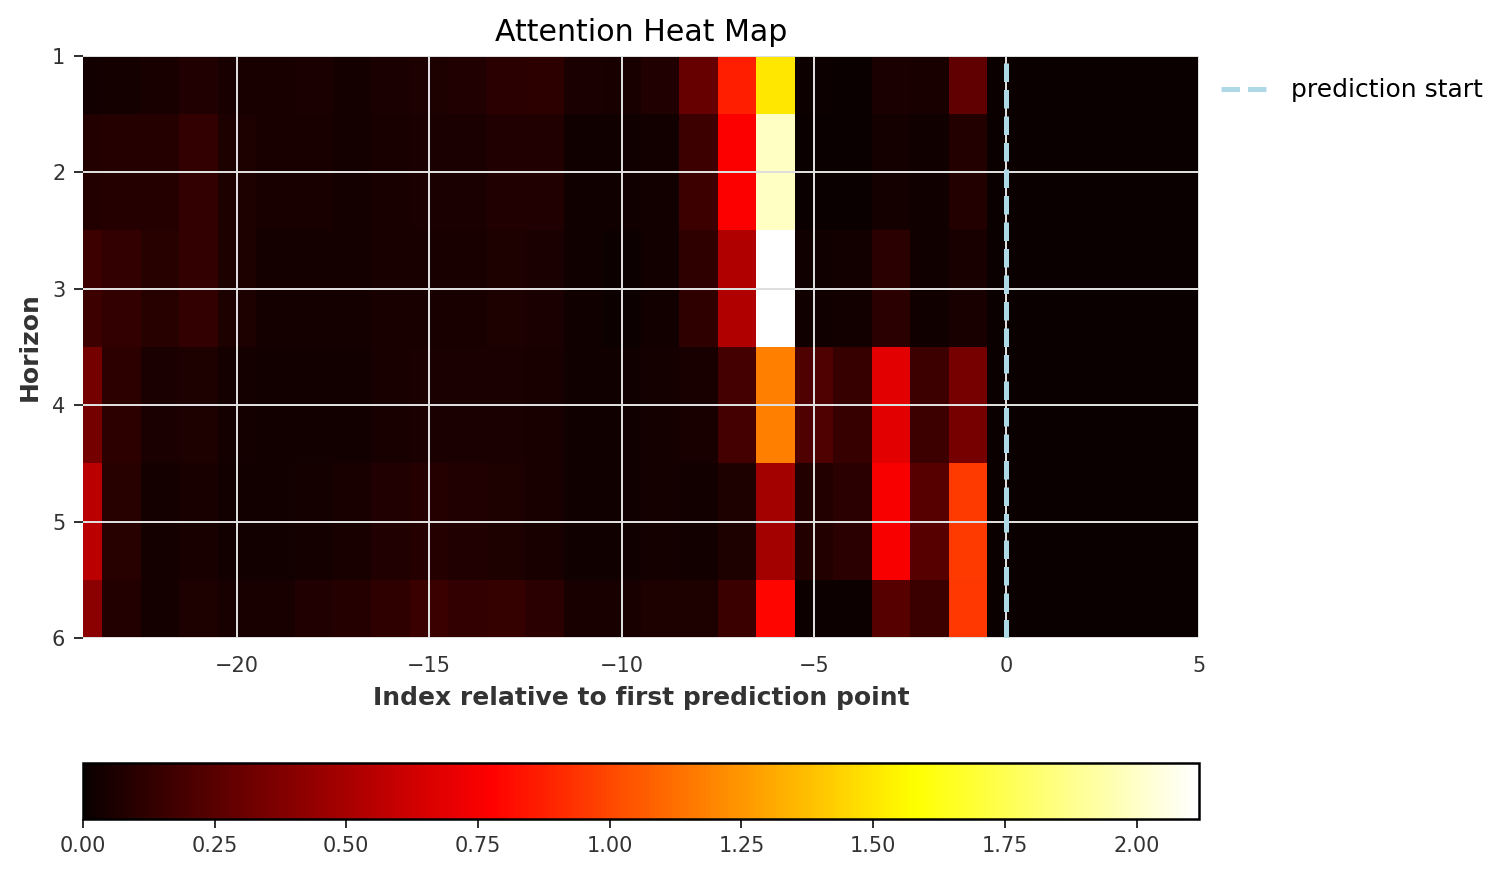 Attention Heat Map
prediction start
1
2
3
4
5
6
Horizon
−20 −15 −10 −5 0 5
Index relative to first prediction point
0.00 0.25 0.50 0.75 1.00 1.25 1.50 1.75 2.00